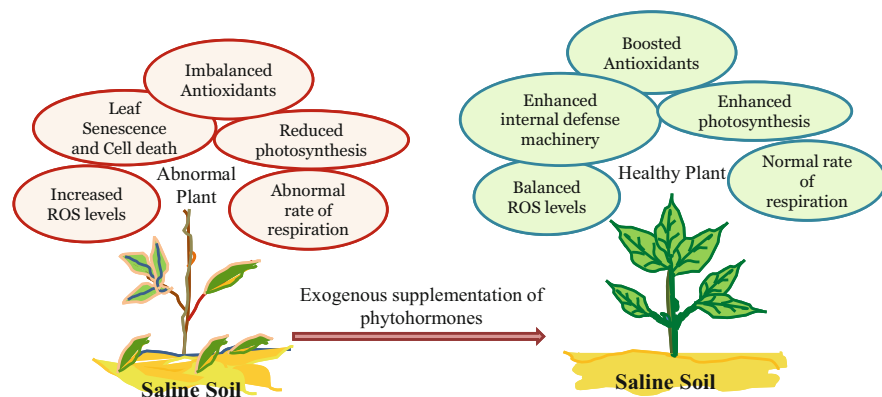 Imbalanced
Antioxidants
Leaf
Senescence
and Cell death
Reduced
photosynthesis
Increased
ROS levels
Abnormal
Plant
Abnormal
rate of
respiration
Saline Soil
Exogenous supplementation of
phytohormones
Boosted
Antioxidants
Enhanced
internal defense
machinery
Enhanced
photosynthesis
Balanced
ROS levels
Healthy Plant
Normal rate
of
respiration
Saline Soil